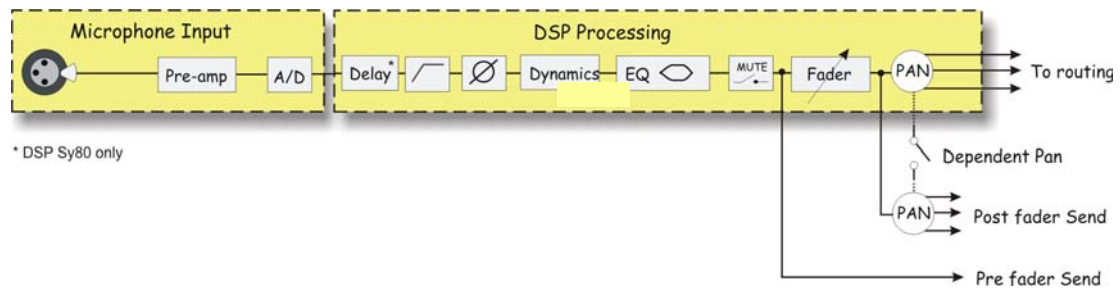 Microphone Input
DSP Processing
Pre-amp
A/D
Delay*
Dynamics
EQ
MUTE
Fader
PAN
To routing
* DSP Sy80 only
Dependent Pan
PAN
Post fader Send
Pre fader Send